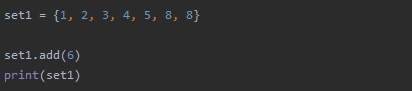 set1 = {1, 2, 3, 4, 5, 8, 8}
set1.add(6)
print(set1)